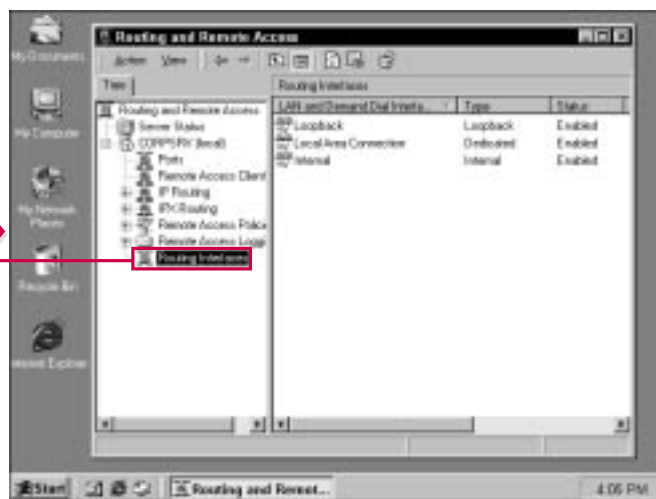 My Documents
My Computer
My Network
Places
Recycle Bin
Internet Explorer
Routing and Remote Access
Action View
Tree
Routing and Remote Access
Server Status
CORPSRV (local)
Ports
Remote Access Client
IP Routing
IPX Routing
Remote Access Policie
Remote Access Loggi
Routing Interfaces
Routing Interfaces
LAN and Demand Dial Interfa... Type Status
Loopback Loopback Enabled
Local Area Connection Dedicated Enabled
Internal Internal Enabled
Start Routing and Remot... 4:05 PM